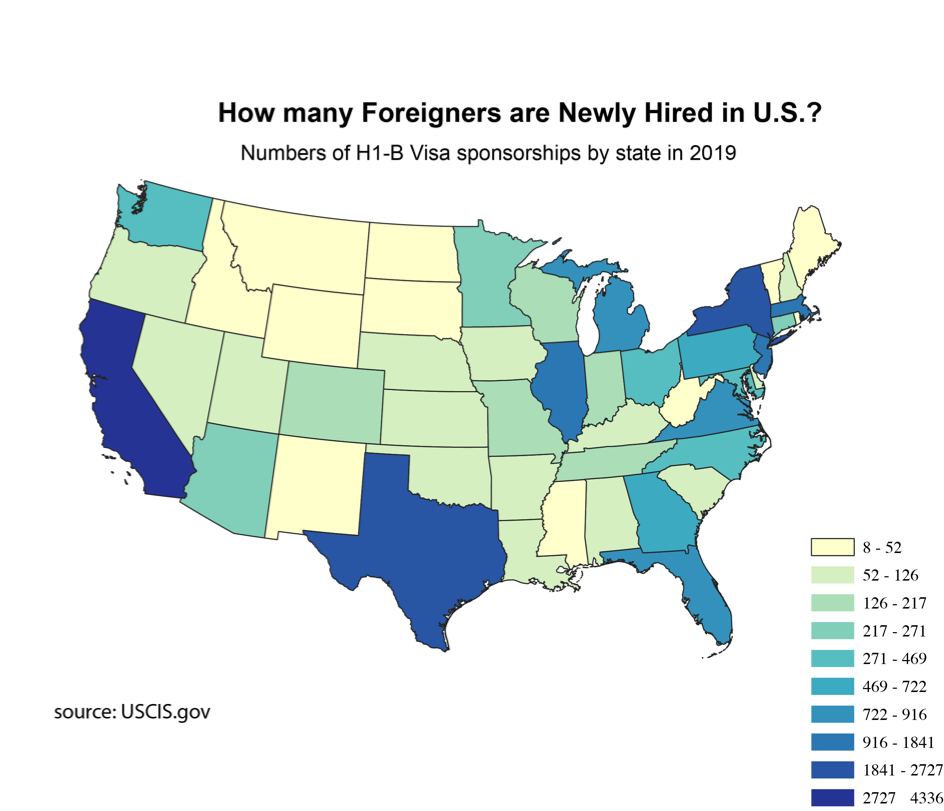 How many Foreigners are Newly Hired in U.S.?
Numbers of H1-B Visa sponsorships by state in 2019
8 - 52
52 - 126
126 - 217
217 - 271
271 - 469
469 - 722
722 - 916
916 - 1841
1841 - 2727
2727 4336
source: USCIS.gov